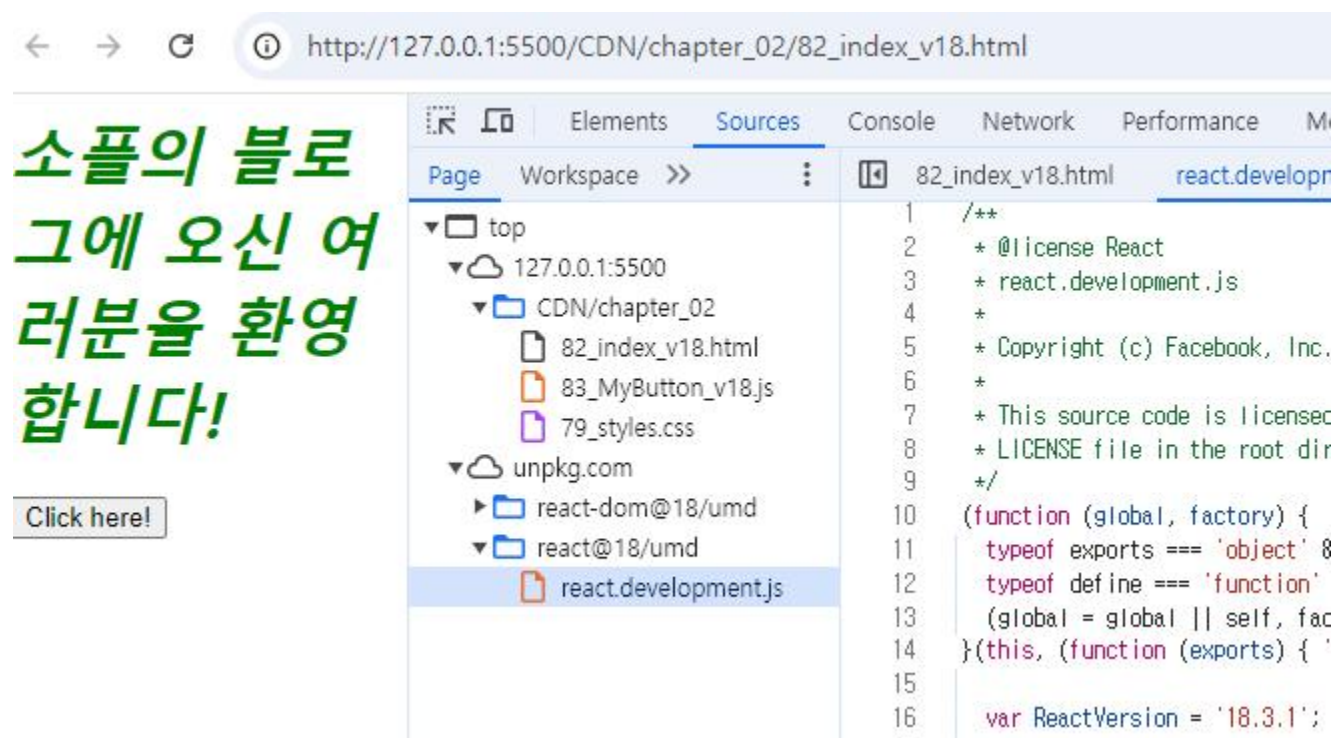 http://127.0.0.1:5500/CDN/chapter_02/82_index_v18.html
소플의 블로
그에 오신 여
러분을 환영
합니다!
Click here!
Elements Sources Console Network Performance
Page Workspace
top
127.0.0.1:5500
CDN/chapter_02
82_index_v18.html
83_MyButton_v18.js
79_styles.css
unpkg.com
react-dom@18/umd
react@18/umd
react.development.js
82_index_v18.html react.developm
1 /**
2 * @license React
3 * react.development.js
4 *
5 * Copyright (c) Facebook, Inc.
6 *
7 * This source code is licensed
8 * LICENSE file in the root dir
9 */
10 (function (global, factory) {
11 typeof exports === 'object' &
12 typeof define === 'function'
13 (global = global || self, fac
14 }(this, (function (exports) { '
15
16 var ReactVersion = '18.3.1';